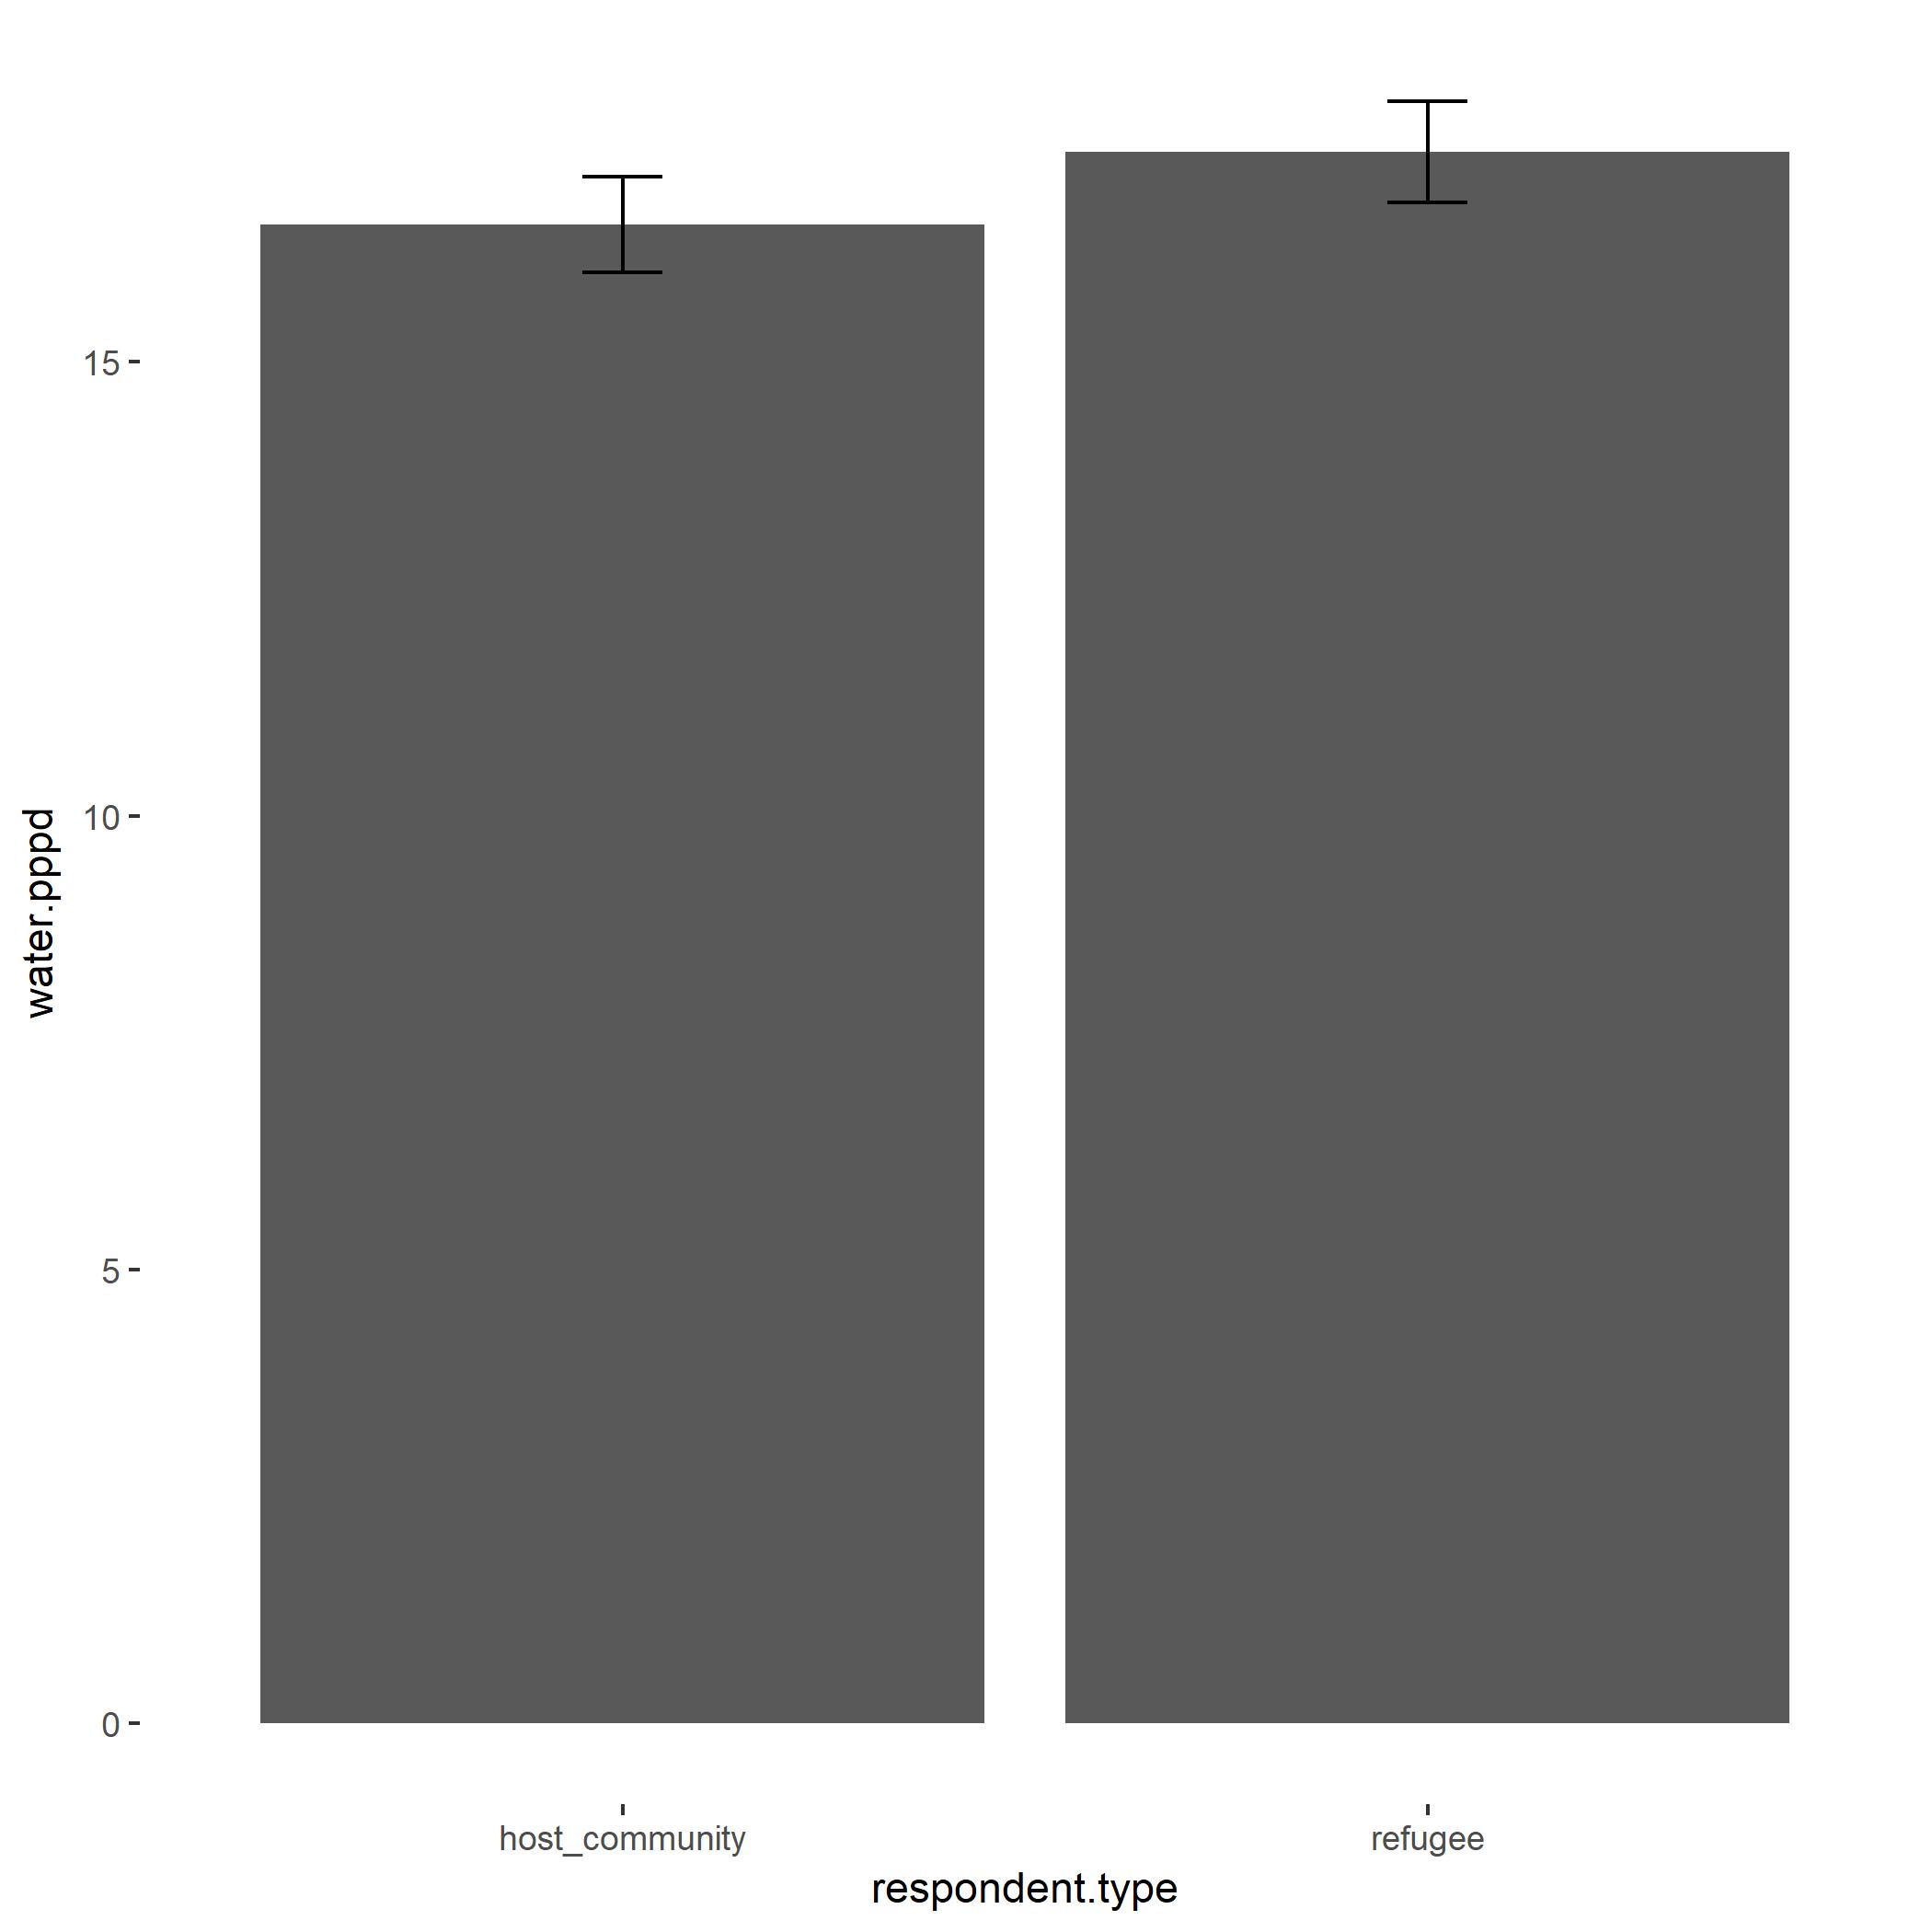 water.pppd
15
10
5
0
host_community
refugee
respondent.type